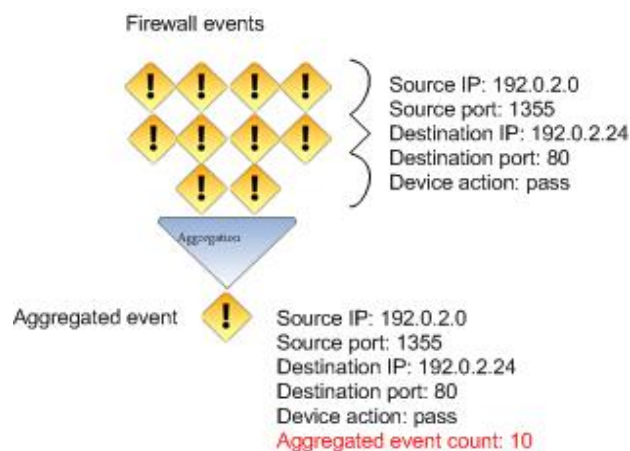 Firewall events
Source IP: 192.0.2.0
Source port: 1355
Destination IP: 192.0.2.24
Destination port: 80
Device action: pass
Aggregation
Aggregated event
Source IP: 192.0.2.0
Source port: 1355
Destination IP: 192.0.2.24
Destination port: 80
Device action: pass
Aggregated event count: 10